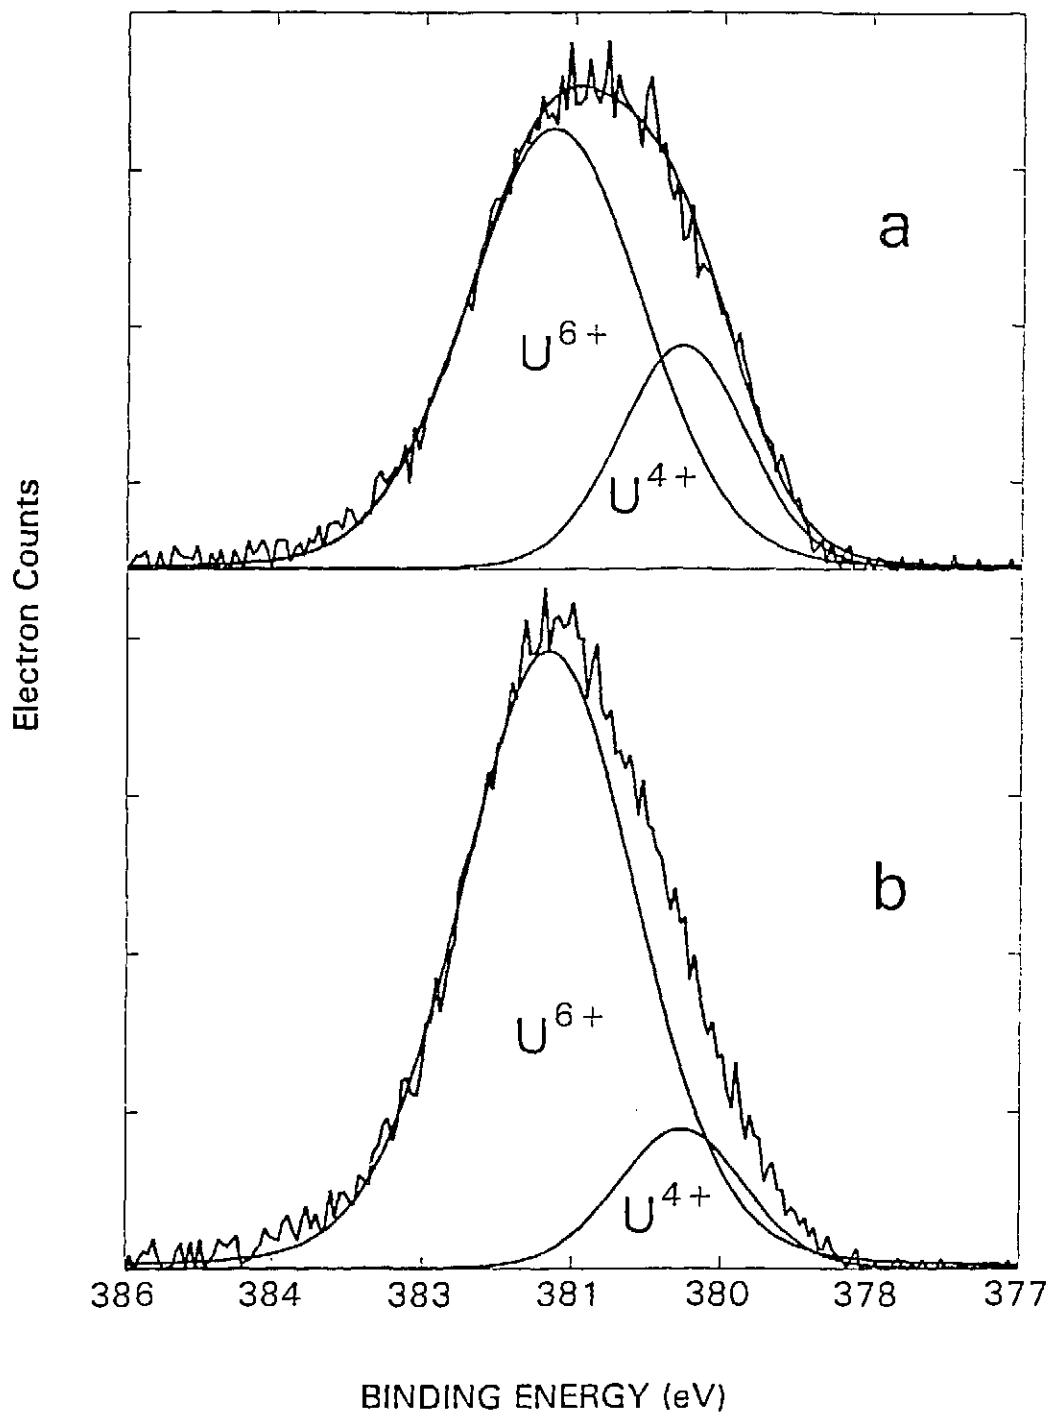 a
U6+
U4+
Electron Counts
b
U6+
U4+
386 384 383 381 380 378 377
BINDING ENERGY (eV)